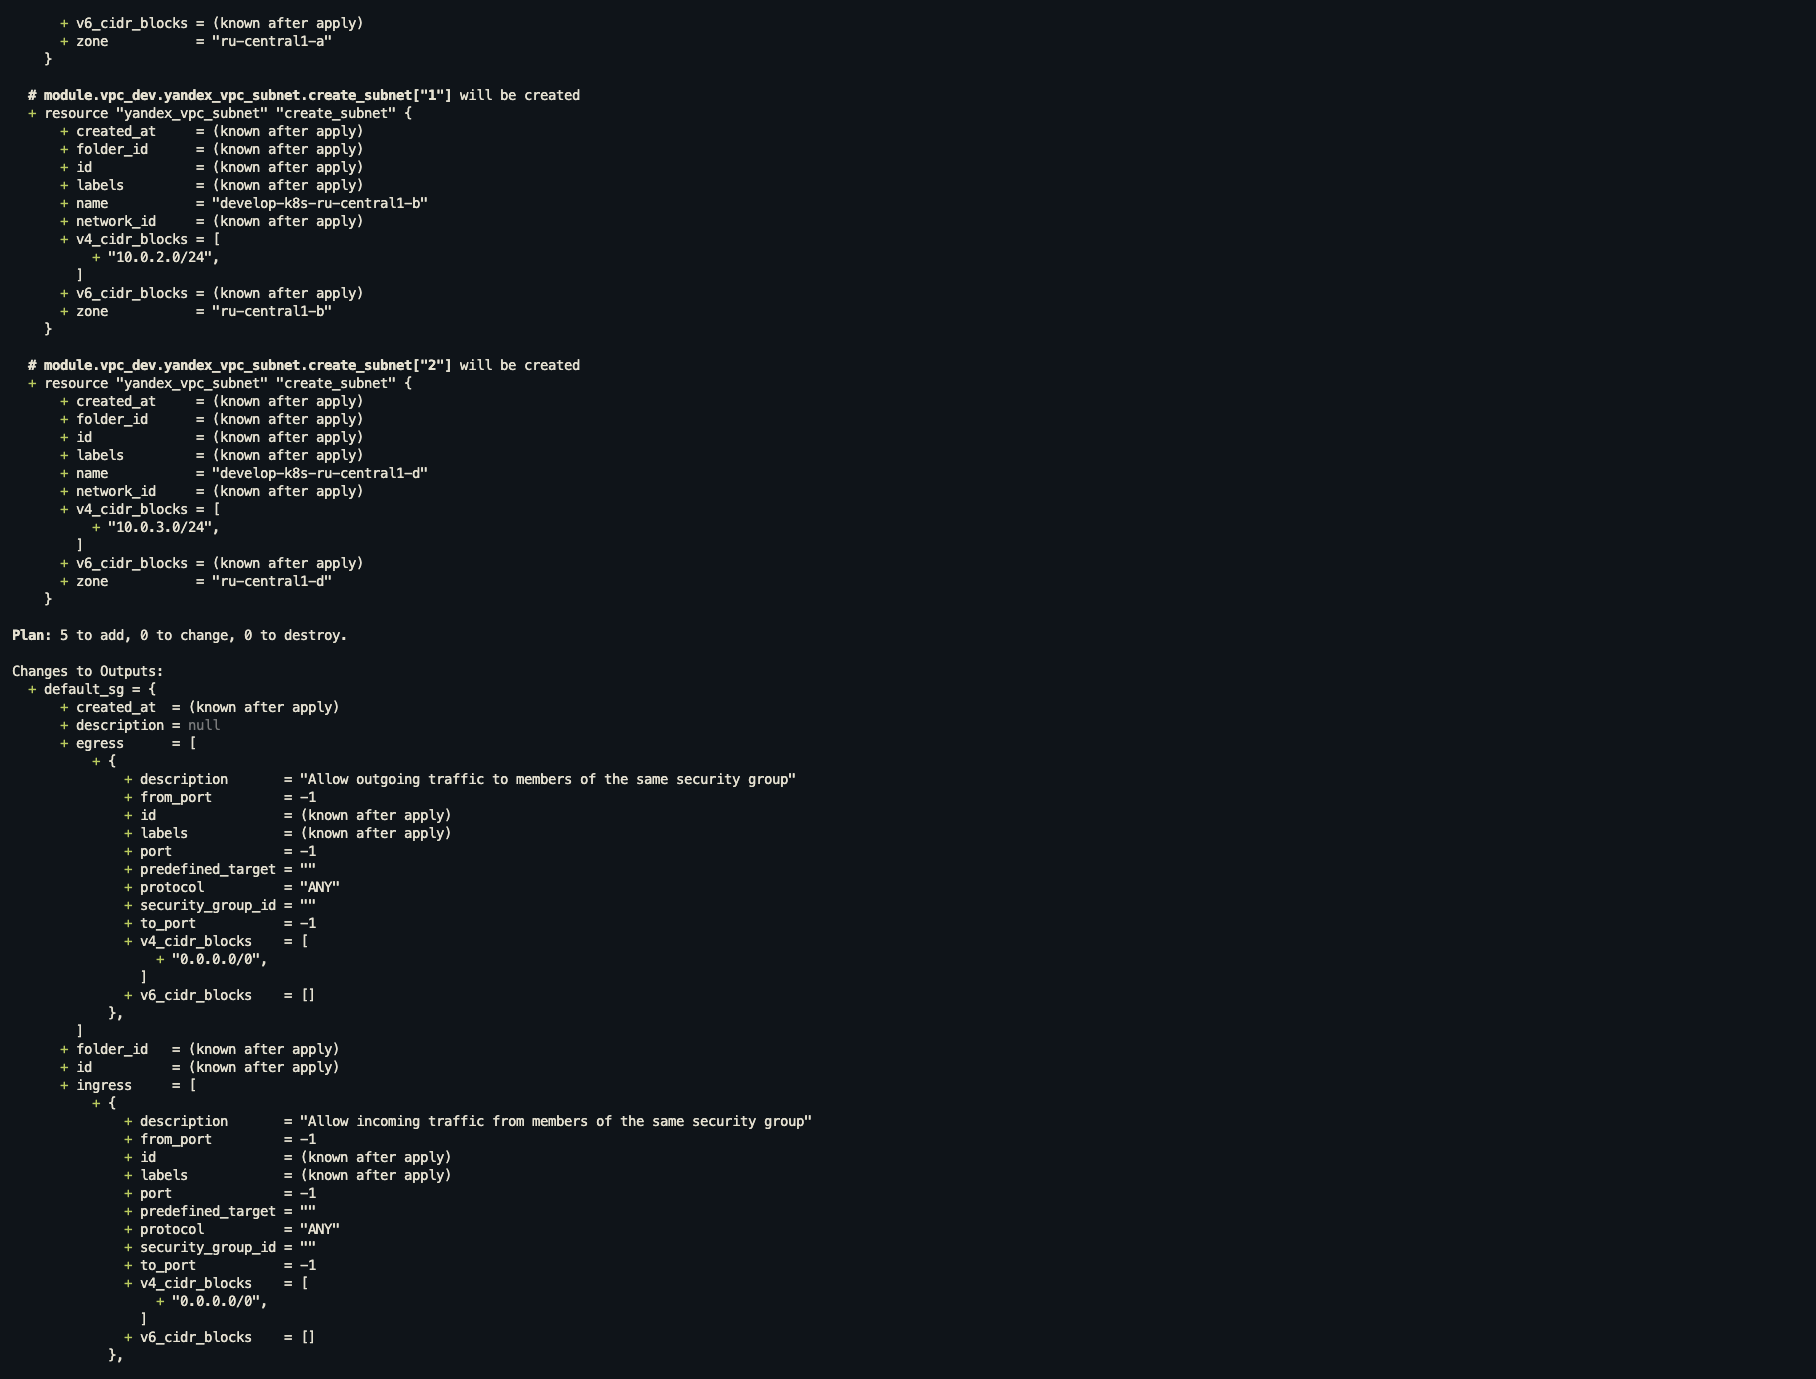 + v6_cidr_blocks = (known after apply)
      + zone           = "ru-central1-a"
    }

  # module.vpc_dev.yandex_vpc_subnet.create_subnet["1"] will be created
  + resource "yandex_vpc_subnet" "create_subnet" {
      + created_at     = (known after apply)
      + folder_id      = (known after apply)
      + id             = (known after apply)
      + labels         = (known after apply)
      + name           = "develop-k8s-ru-central1-b"
      + network_id     = (known after apply)
      + v4_cidr_blocks = [
          + "10.0.2.0/24",
        ]
      + v6_cidr_blocks = (known after apply)
      + zone           = "ru-central1-b"
    }

  # module.vpc_dev.yandex_vpc_subnet.create_subnet["2"] will be created
  + resource "yandex_vpc_subnet" "create_subnet" {
      + created_at     = (known after apply)
      + folder_id      = (known after apply)
      + id             = (known after apply)
      + labels         = (known after apply)
      + name           = "develop-k8s-ru-central1-d"
      + network_id     = (known after apply)
      + v4_cidr_blocks = [
          + "10.0.3.0/24",
        ]
      + v6_cidr_blocks = (known after apply)
      + zone           = "ru-central1-d"
    }

Plan: 5 to add, 0 to change, 0 to destroy.

Changes to Outputs:
  + default_sg = {
      + created_at  = (known after apply)
      + description = null
      + egress      = [
          + {
              + description       = "Allow outgoing traffic to members of the same security group"
              + from_port         = -1
              + id                = (known after apply)
              + labels            = (known after apply)
              + port              = -1
              + predefined_target = ""
              + protocol          = "ANY"
              + security_group_id = ""
              + to_port           = -1
              + v4_cidr_blocks    = [
                  + "0.0.0.0/0",
                ]
              + v6_cidr_blocks    = []
            },
        ]
      + folder_id   = (known after apply)
      + id          = (known after apply)
      + ingress     = [
          + {
              + description       = "Allow incoming traffic from members of the same security group"
              + from_port         = -1
              + id                = (known after apply)
              + labels            = (known after apply)
              + port              = -1
              + predefined_target = ""
              + protocol          = "ANY"
              + security_group_id = ""
              + to_port           = -1
              + v4_cidr_blocks    = [
                  + "0.0.0.0/0",
                ]
              + v6_cidr_blocks    = []
            },